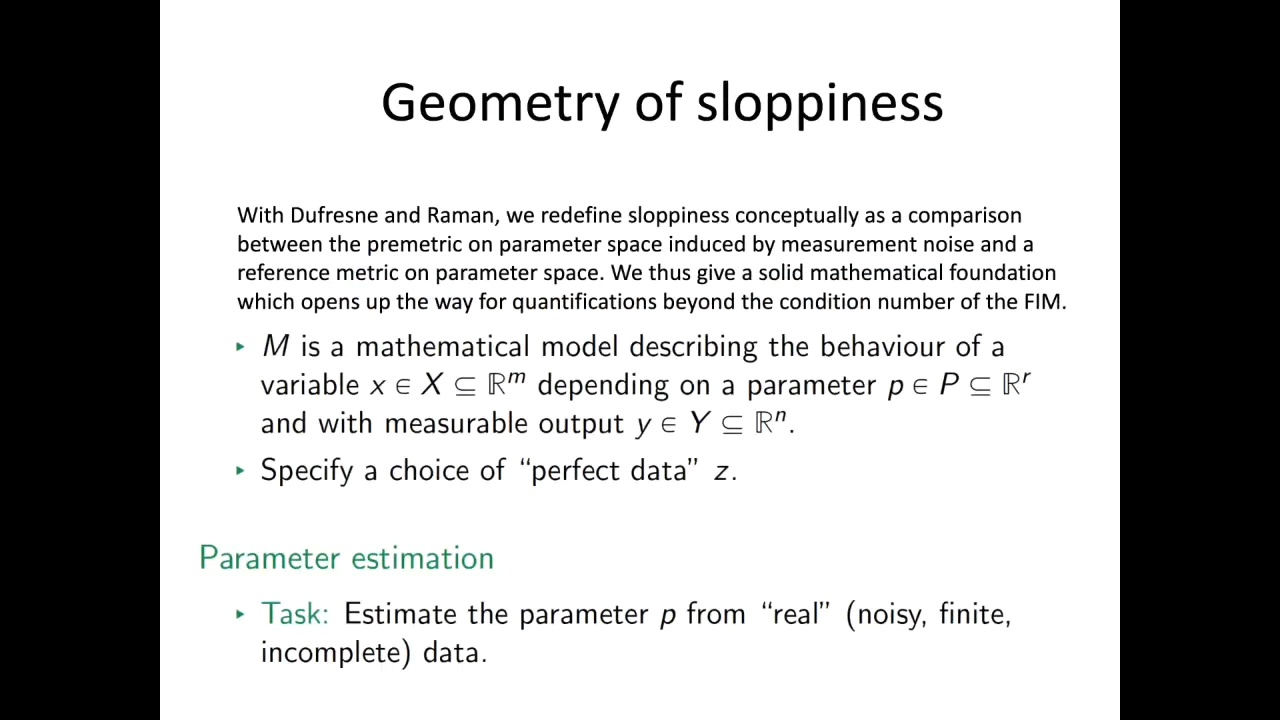 Geometry of sloppiness
With Dufresne and Raman, we redefine sloppiness conceptually as a comparison
between the premetric on parameter space induced by measurement noise and a
reference metric on parameter space. We thus give a solid mathematical foundation
which opens up the way for quantifications beyond the condition number of the FIM.
▸ M is a mathematical model describing the behaviour of a
variable x ∈ X ⊆ ℝᵐ depending on a parameter p ∈ P ⊆ ℝʳ
and with measurable output y ∈ Y ⊆ ℝⁿ.
▸ Specify a choice of “perfect data” z.
Parameter estimation
▸ Task: Estimate the parameter p from “real” (noisy, finite,
incomplete) data.